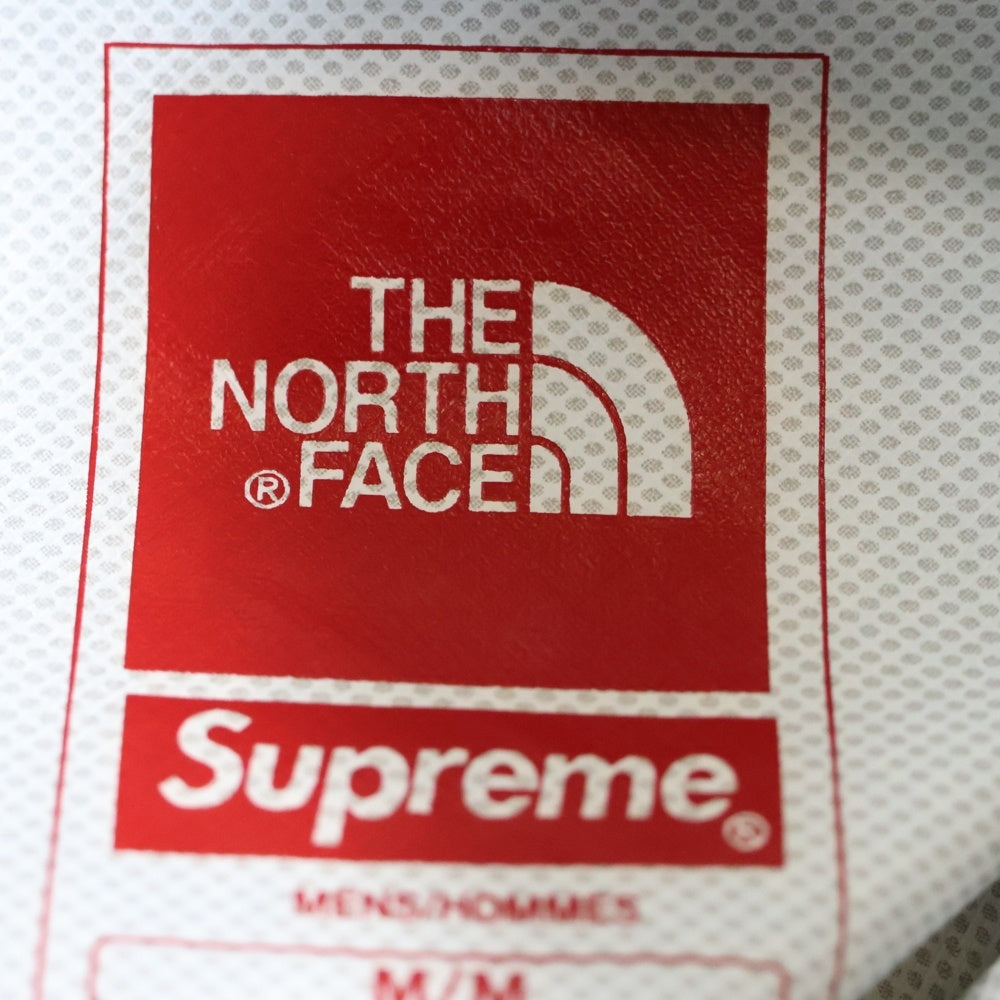 THE
NORTH
® FACE
Supreme®
MENS/HOMMES
M/M